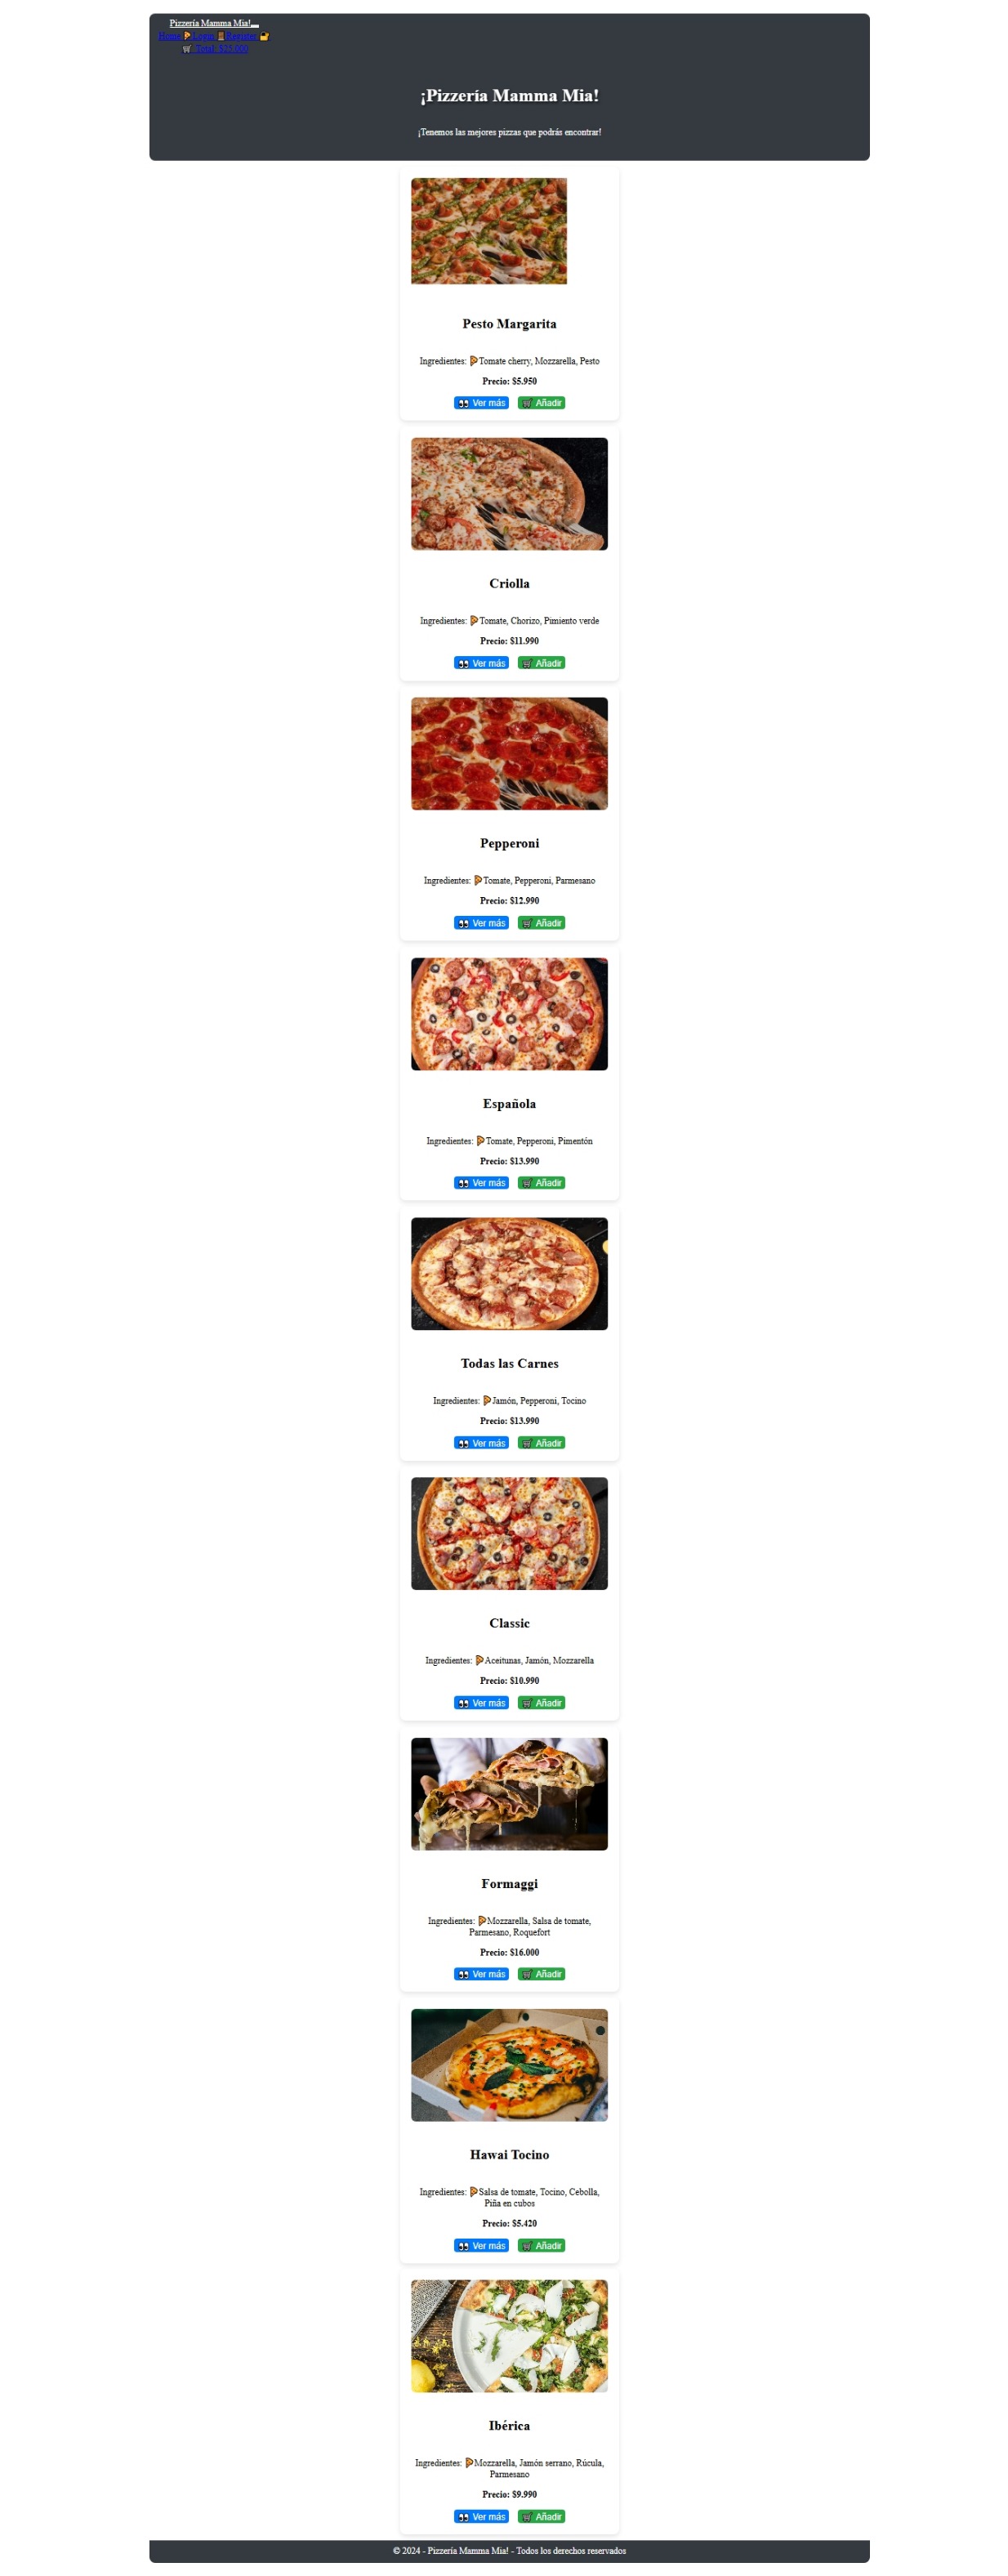 Pizzería Mamma Mia!
Home 🍕Login 🚪Register 🔐
🛒 Total: $25.000
¡Pizzería Mamma Mia!
¡Tenemos las mejores pizzas que podrás encontrar!
Pesto Margarita
Ingredientes: 🍕Tomate cherry, Mozzarella, Pesto
Precio: $5.950
👀 Ver más 🛒 Añadir
Criolla
Ingredientes: 🍕Tomate, Chorizo, Pimiento verde
Precio: $11.990
👀 Ver más 🛒 Añadir
Pepperoni
Ingredientes: 🍕Tomate, Pepperoni, Parmesano
Precio: $12.990
👀 Ver más 🛒 Añadir
Española
Ingredientes: 🍕Tomate, Pepperoni, Pimentón
Precio: $13.990
👀 Ver más 🛒 Añadir
Todas las Carnes
Ingredientes: 🍕Jamón, Pepperoni, Tocino
Precio: $13.990
👀 Ver más 🛒 Añadir
Classic
Ingredientes: 🍕Aceitunas, Jamón, Mozzarella
Precio: $10.990
👀 Ver más 🛒 Añadir
Formaggi
Ingredientes: 🍕Mozzarella, Salsa de tomate,
Parmesano, Roquefort
Precio: $16.000
👀 Ver más 🛒 Añadir
Hawai Tocino
Ingredientes: 🍕Salsa de tomate, Tocino, Cebolla,
Piña en cubos
Precio: $5.420
👀 Ver más 🛒 Añadir
Ibérica
Ingredientes: 🍕Mozzarella, Jamón serrano, Rúcula,
Parmesano
Precio: $9.990
👀 Ver más 🛒 Añadir
© 2024 - Pizzería Mamma Mia! - Todos los derechos reservados